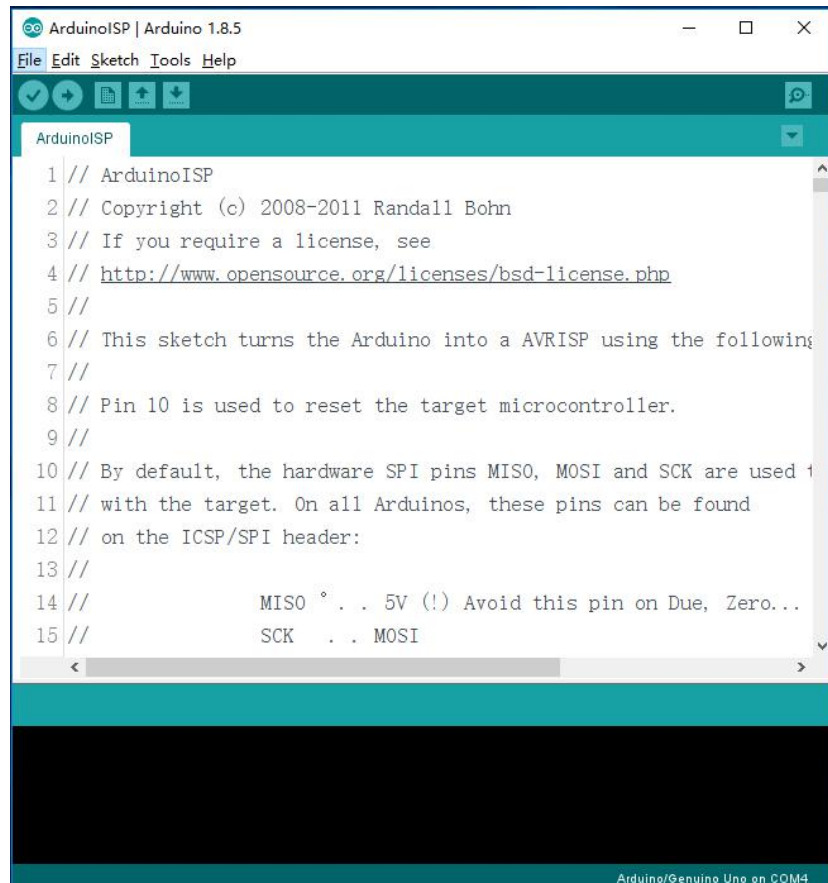 ArduinoISP | Arduino 1.8.5
File Edit Sketch Tools Help
ArduinoISP
1 // ArduinoISP
2 // Copyright (c) 2008-2011 Randall Bohn
3 // If you require a license, see
4 // http://www.opensource.org/licenses/bsd-license.php
5 //
6 // This sketch turns the Arduino into a AVRISP using the following
7 //
8 // Pin 10 is used to reset the target microcontroller.
9 //
10 // By default, the hardware SPI pins MISO, MOSI and SCK are used t
11 // with the target. On all Arduinos, these pins can be found
12 // on the ICSP/SPI header:
13 //
14 // MISO °. . 5V (!) Avoid this pin on Due, Zero...
15 // SCK . . MOSI
Arduino/Genuino Uno on COM4